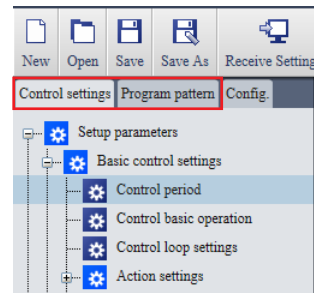 New Open Save Save As Receive Setting
Control settings Program pattern Config.
Setup parameters
Basic control settings
Control period
Control basic operation
Control loop settings
Action settings